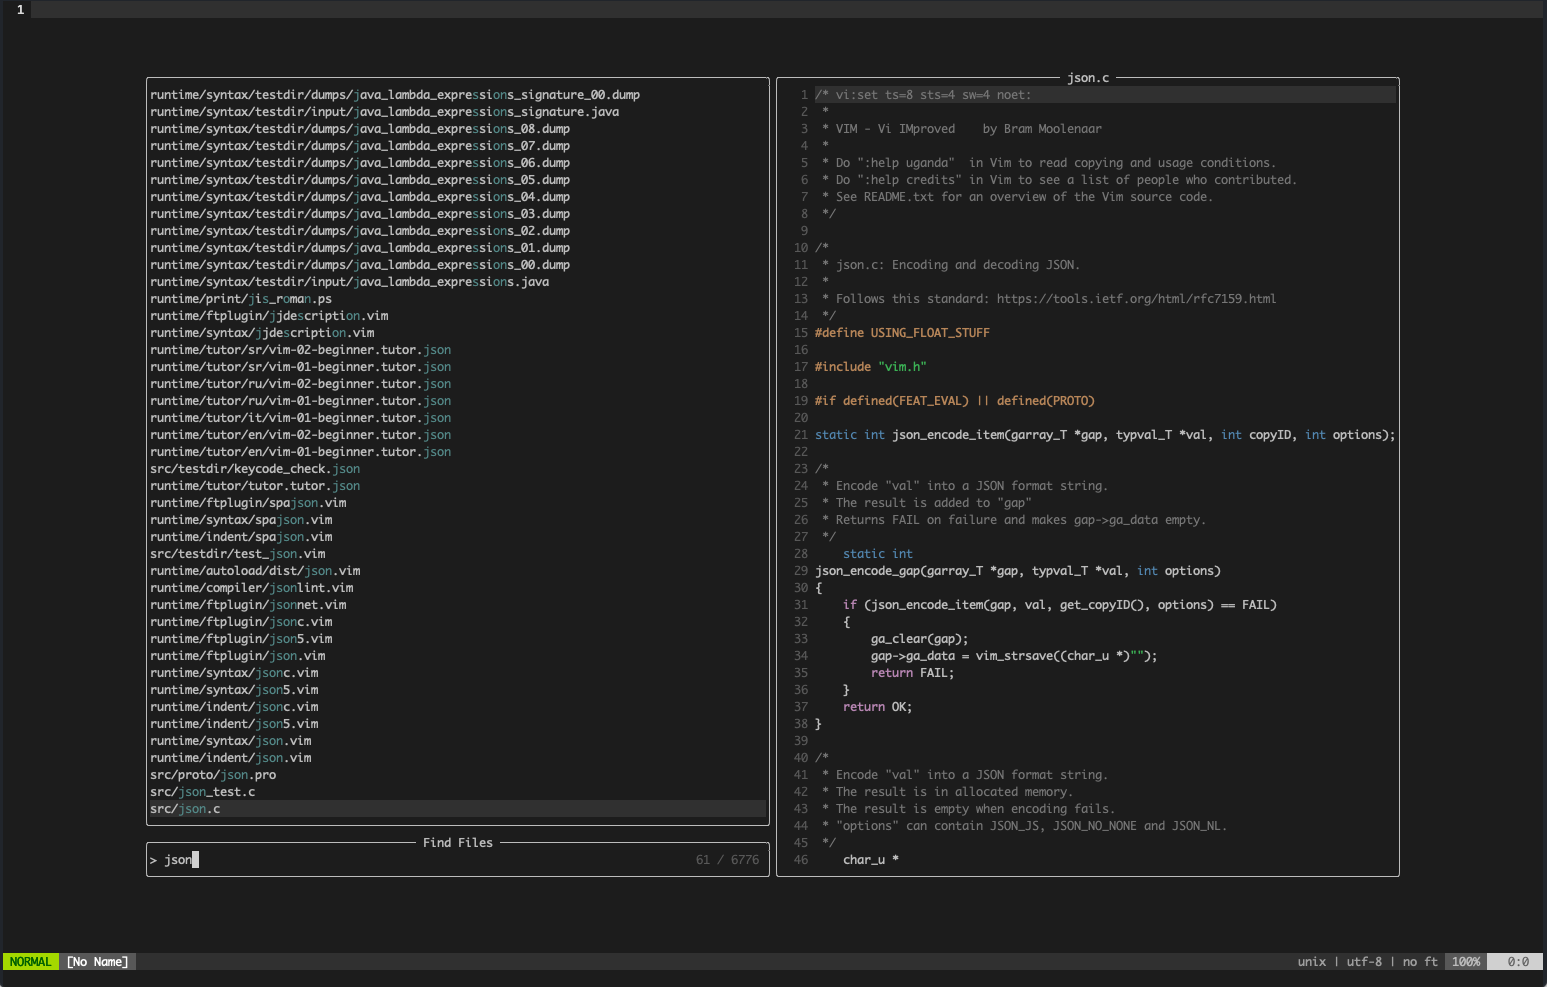 1
runtime/syntax/testdir/dumps/java_lambda_expressions_signature_00.dump
runtime/syntax/testdir/input/java_lambda_expressions_signature.java
runtime/syntax/testdir/dumps/java_lambda_expressions_08.dump
runtime/syntax/testdir/dumps/java_lambda_expressions_07.dump
runtime/syntax/testdir/dumps/java_lambda_expressions_06.dump
runtime/syntax/testdir/dumps/java_lambda_expressions_05.dump
runtime/syntax/testdir/dumps/java_lambda_expressions_04.dump
runtime/syntax/testdir/dumps/java_lambda_expressions_03.dump
runtime/syntax/testdir/dumps/java_lambda_expressions_02.dump
runtime/syntax/testdir/dumps/java_lambda_expressions_01.dump
runtime/syntax/testdir/dumps/java_lambda_expressions_00.dump
runtime/syntax/testdir/input/java_lambda_expressions.java
runtime/print/jis_roman.ps
runtime/ftplugin/jjdescription.vim
runtime/syntax/jjdescription.vim
runtime/tutor/sr/vim-02-beginner.tutor.json
runtime/tutor/sr/vim-01-beginner.tutor.json
runtime/tutor/ru/vim-02-beginner.tutor.json
runtime/tutor/ru/vim-01-beginner.tutor.json
runtime/tutor/it/vim-01-beginner.tutor.json
runtime/tutor/en/vim-02-beginner.tutor.json
runtime/tutor/en/vim-01-beginner.tutor.json
src/testdir/keycode_check.json
runtime/tutor/tutor.tutor.json
runtime/ftplugin/spajson.vim
runtime/syntax/spajson.vim
runtime/indent/spajson.vim
src/testdir/test_json.vim
runtime/autoload/dist/json.vim
runtime/compiler/jsonlint.vim
runtime/ftplugin/jsonnet.vim
runtime/ftplugin/jsonc.vim
runtime/ftplugin/json5.vim
runtime/ftplugin/json.vim
runtime/syntax/jsonc.vim
runtime/syntax/json5.vim
runtime/indent/jsonc.vim
runtime/indent/json5.vim
runtime/syntax/json.vim
runtime/indent/json.vim
src/proto/json.pro
src/json_test.c
src/json.c
Find Files
> json 61 / 6776
json.c
1 /* vi:set ts=8 sts=4 sw=4 noet:
2  *
3  * VIM - Vi IMproved    by Bram Moolenaar
4  *
5  * Do ":help uganda"  in Vim to read copying and usage conditions.
6  * Do ":help credits" in Vim to see a list of people who contributed.
7  * See README.txt for an overview of the Vim source code.
8  */
9
10 /*
11  * json.c: Encoding and decoding JSON.
12  *
13  * Follows this standard: https://tools.ietf.org/html/rfc7159.html
14  */
15 #define USING_FLOAT_STUFF
16
17 #include "vim.h"
18
19 #if defined(FEAT_EVAL) || defined(PROTO)
20
21 static int json_encode_item(garray_T *gap, typval_T *val, int copyID, int options);
22
23 /*
24  * Encode "val" into a JSON format string.
25  * The result is added to "gap"
26  * Returns FAIL on failure and makes gap->ga_data empty.
27  */
28     static int
29 json_encode_gap(garray_T *gap, typval_T *val, int options)
30 {
31     if (json_encode_item(gap, val, get_copyID(), options) == FAIL)
32     {
33         ga_clear(gap);
34         gap->ga_data = vim_strsave((char_u *)"");
35         return FAIL;
36     }
37     return OK;
38 }
39
40 /*
41  * Encode "val" into a JSON format string.
42  * The result is in allocated memory.
43  * The result is empty when encoding fails.
44  * "options" can contain JSON_JS, JSON_NO_NONE and JSON_NL.
45  */
46     char_u *
NORMAL [No Name] unix | utf-8 | no ft 100% 0:0